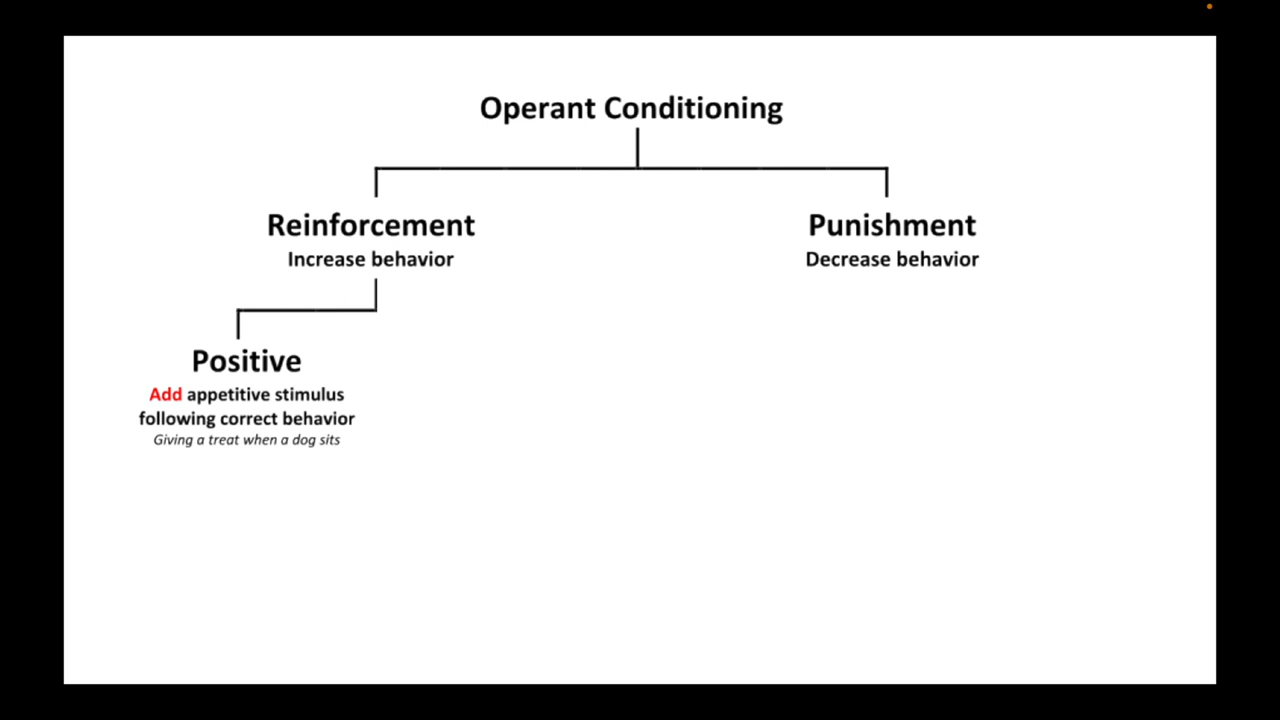 Operant Conditioning
Reinforcement
Increase behavior
Punishment
Decrease behavior
Positive
Add appetitive stimulus
following correct behavior
Giving a treat when a dog sits